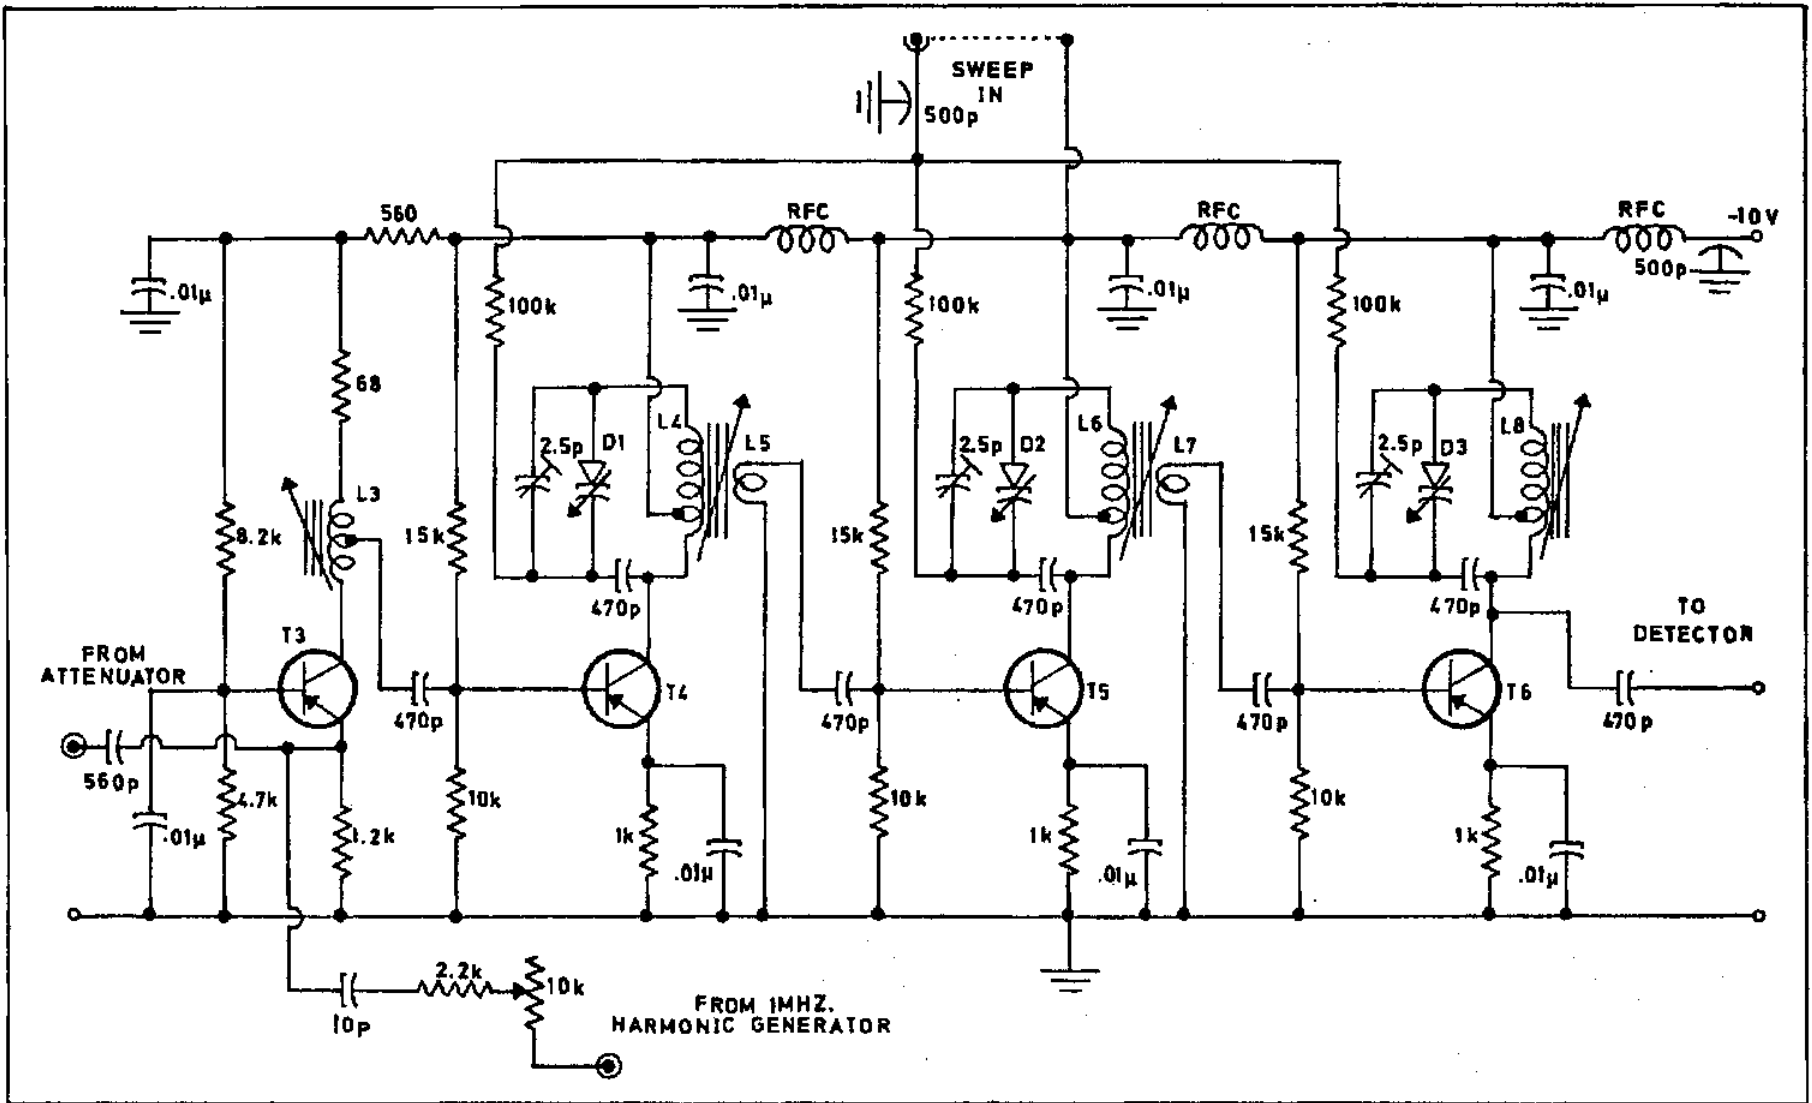 SWEEP
IN
500p
560
RFC
RFC
RFC
-10V
500p
.01µ
100k
.01µ
100k
.01µ
100k
.01µ
68
L4
L5
L6
L7
L8
2.5p
D1
2.5p
D2
2.5p
D3
L3
8.2k
15k
15k
15k
470p
470p
470p
TO
DETECTOR
T3
FROM
ATTENUATOR
T4
T5
T6
470p
470p
470p
470p
560p
4.7k
10k
10k
10k
.01µ
1.2k
1k
.01µ
1k
.01µ
1k
.01µ
2.2k
10k
10p
FROM 1MHZ.
HARMONIC GENERATOR